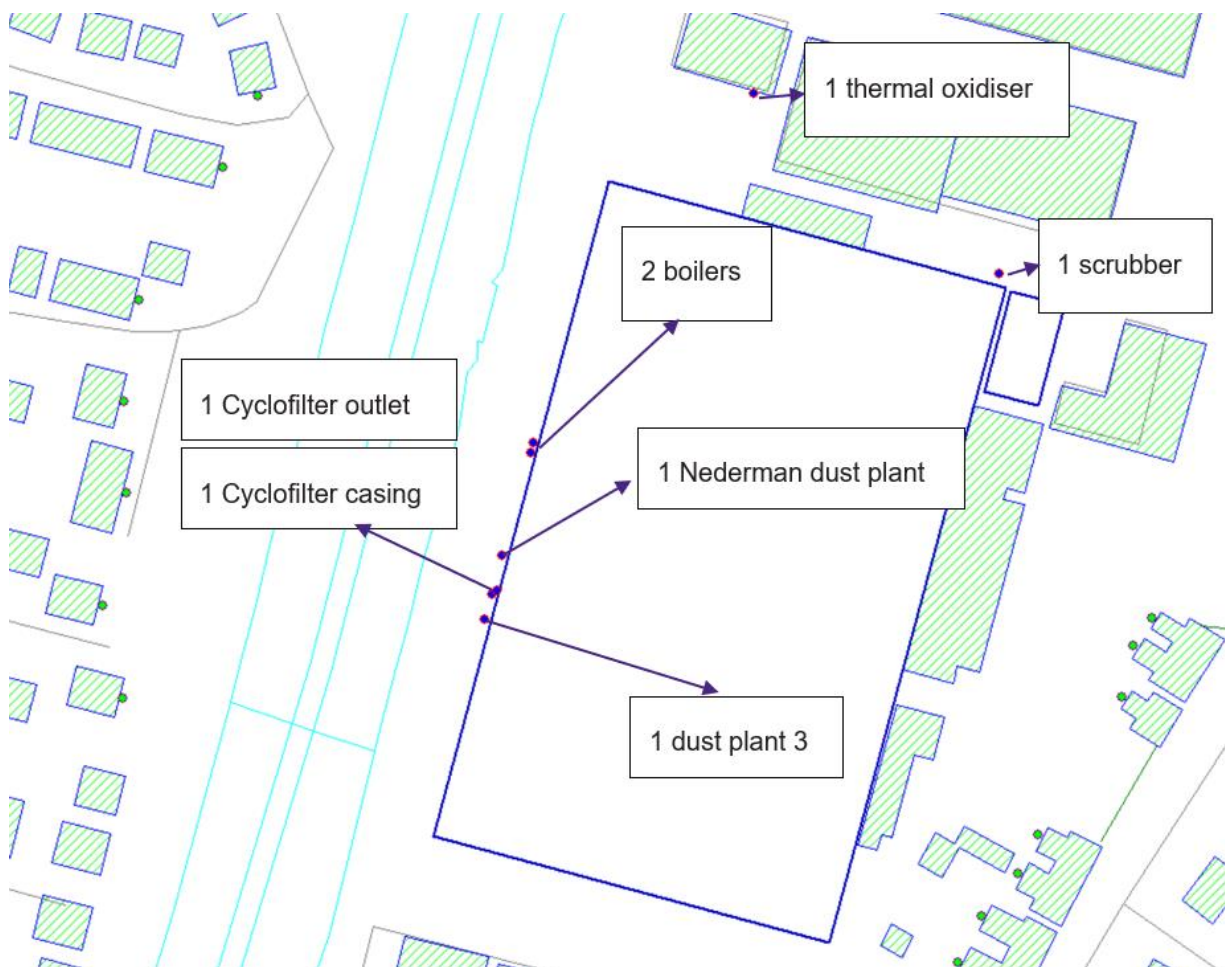 1 thermal oxidiser
1 scrubber
2 boilers
1 Cyclofilter outlet
1 Cyclofilter casing
1 Nederman dust plant
1 dust plant 3